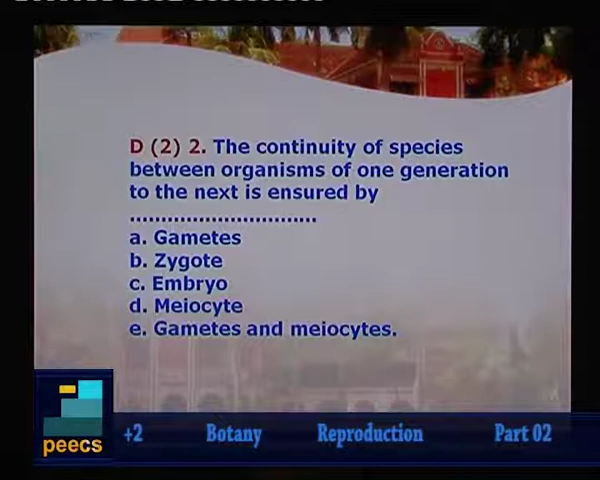 D (2) 2. The continuity of species
between organisms of one generation
to the next is ensured by
..............................
a. Gametes
b. Zygote
c. Embryo
d. Meiocyte
e. Gametes and meiocytes.
peecs
+2 Botany Reproduction Part 02